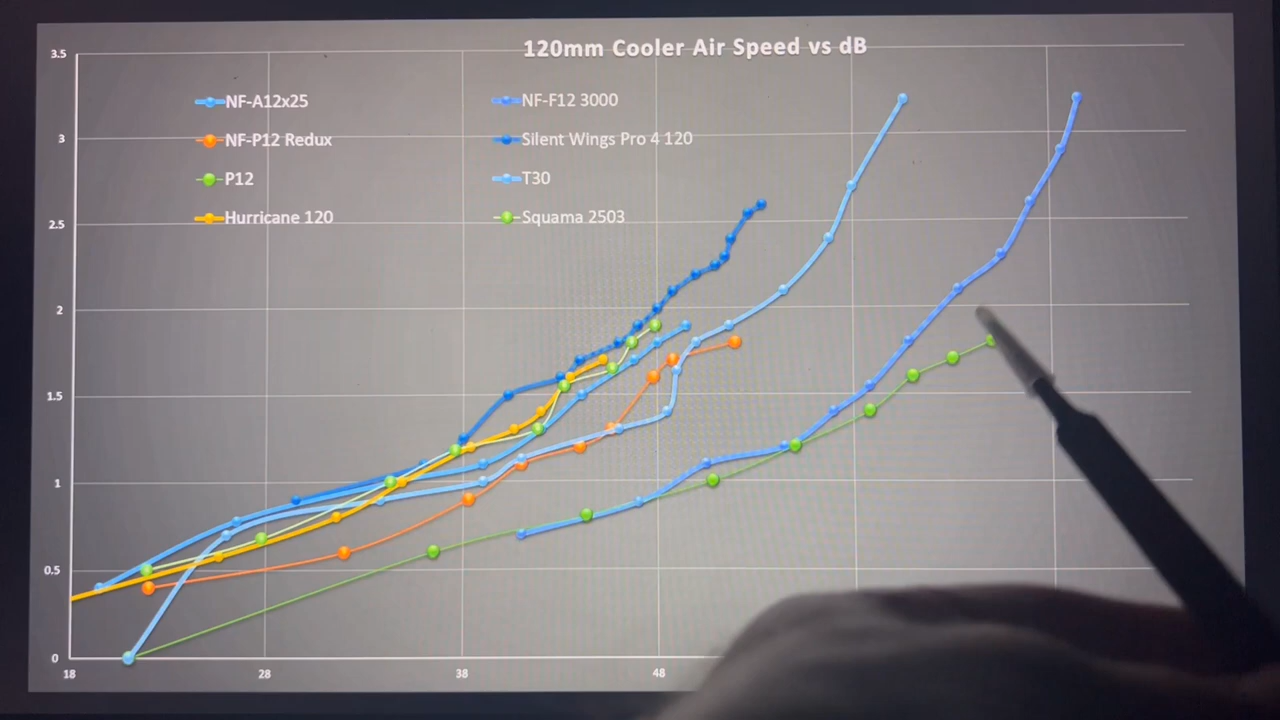 120mm Cooler Air Speed vs dB
NF-A12x25
NF-F12 3000
NF-P12 Redux
Silent Wings Pro 4 120
P12
T30
Hurricane 120
Squama 2503
3.5
3
2.5
2
1.5
1
0.5
0
18
28
38
48